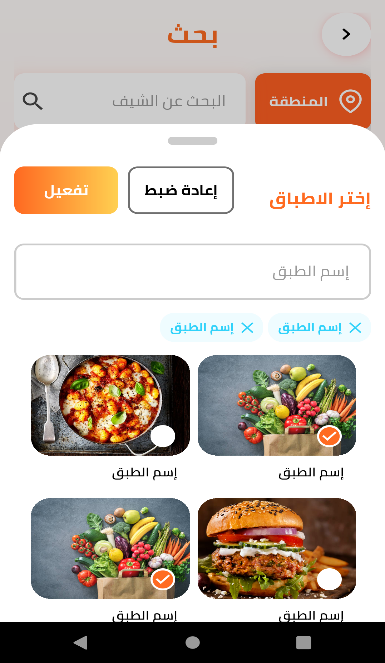 بحث
المنطقة
البحث عن الشيف
إختر الاطباق
إعادة ضبط
تفعيل
إسم الطبق
إسم الطبق
إسم الطبق
إسم الطبق
إسم الطبق
إسم الطبق
إسم الطبق